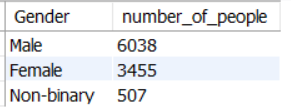 Gender number_of_people
Male 6038
Female 3455
Non-binary 507